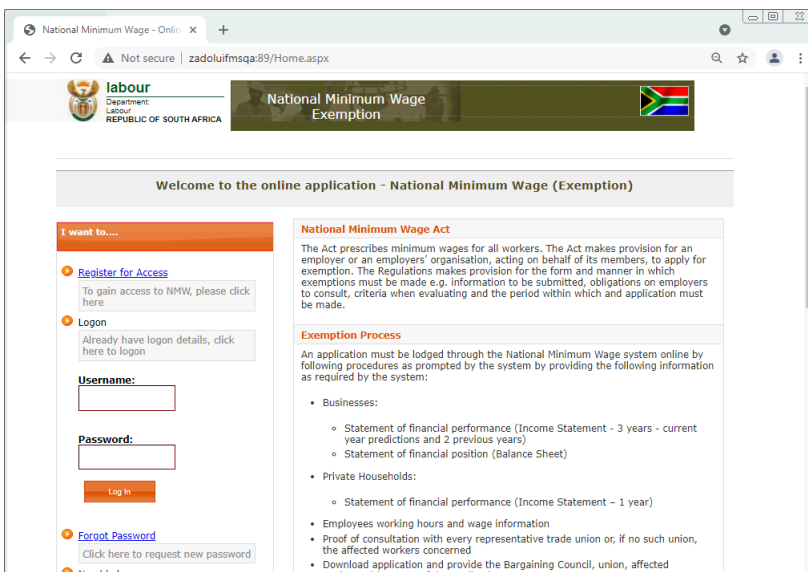 National Minimum Wage - Onlin
Not secure | zadoluifmsqa:89/Home.aspx
labour
Department:
Labour
REPUBLIC OF SOUTH AFRICA
National Minimum Wage
Exemption
Welcome to the online application - National Minimum Wage (Exemption)
I want to....
Register for Access
To gain access to NMW, please click
here
Logon
Already have logon details, click
here to logon
Username:
Password:
Log In
Forgot Password
Click here to request new password
National Minimum Wage Act
The Act prescribes minimum wages for all workers. The Act makes provision for an
employer or an employers' organisation, acting on behalf of its members, to apply for
exemption. The Regulations makes provision for the form and manner in which
exemptions must be made e.g. information to be submitted, obligations on employers
to consult, criteria when evaluating and the period within which and application must
be made.
Exemption Process
An application must be lodged through the National Minimum Wage system online by
following procedures as prompted by the system by providing the following information
as required by the system:
• Businesses:
◦ Statement of financial performance (Income Statement - 3 years - current
year predictions and 2 previous years)
◦ Statement of financial position (Balance Sheet)
• Private Households:
◦ Statement of financial performance (Income Statement – 1 year)
• Employees working hours and wage information
• Proof of consultation with every representative trade union or, if no such union,
the affected workers concerned
• Download application and provide the Bargaining Council, union, affected